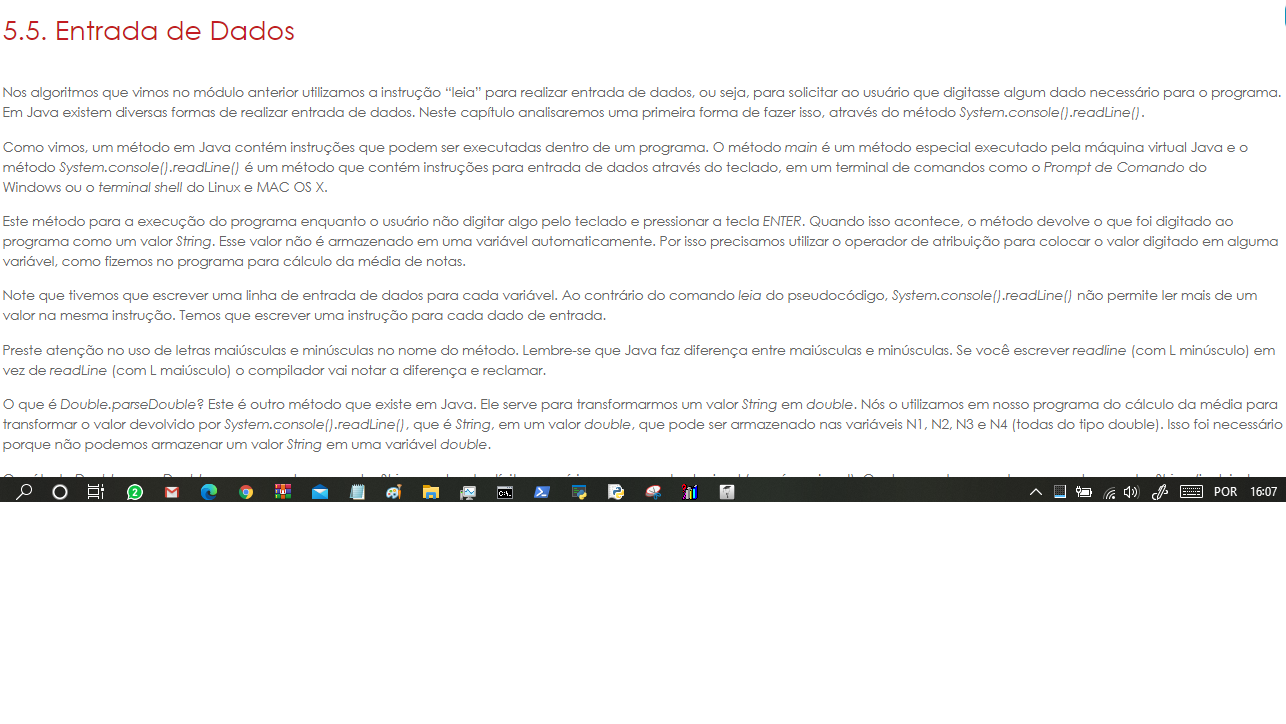 5.5. Entrada de Dados
Nos algoritmos que vimos no módulo anterior utilizamos a instrução “leia” para realizar entrada de dados, ou seja, para solicitar ao usuário que digitasse algum dado necessário para o programa.
Em Java existem diversas formas de realizar entrada de dados. Neste capítulo analisaremos uma primeira forma de fazer isso, através do método System.console().readLine().
Como vimos, um método em Java contém instruções que podem ser executadas dentro de um programa. O método main é um método especial executado pela máquina virtual Java e o
método System.console().readLine() é um método que contém instruções para entrada de dados através do teclado, em um terminal de comandos como o Prompt de Comando do
Windows ou o terminal shell do Linux e MAC OS X.
Este método para a execução do programa enquanto o usuário não digitar algo pelo teclado e pressionar a tecla ENTER. Quando isso acontece, o método devolve o que foi digitado ao
programa como um valor String. Esse valor não é armazenado em uma variável automaticamente. Por isso precisamos utilizar o operador de atribuição para colocar o valor digitado em alguma
variável, como fizemos no programa para cálculo da média de notas.
Note que tivemos que escrever uma linha de entrada de dados para cada variável. Ao contrário do comando leia do pseudocódigo, System.console().readLine() não permite ler mais de um
valor na mesma instrução. Temos que escrever uma instrução para cada dado de entrada.
Preste atenção no uso de letras maiúsculas e minúsculas no nome do método. Lembre-se que Java faz diferença entre maiúsculas e minúsculas. Se você escrever readline (com L minúsculo) em
vez de readLine (com L maiúsculo) o compilador vai notar a diferença e reclamar.
O que é Double.parseDouble? Este é outro método que existe em Java. Ele serve para transformarmos um valor String em double. Nós o utilizamos em nosso programa do cálculo da média para
transformar o valor devolvido por System.console().readLine(), que é String, em um valor double, que pode ser armazenado nas variáveis N1, N2, N3 e N4 (todas do tipo double). Isso foi necessário
porque não podemos armazenar um valor String em uma variável double.
2 POR 16:07